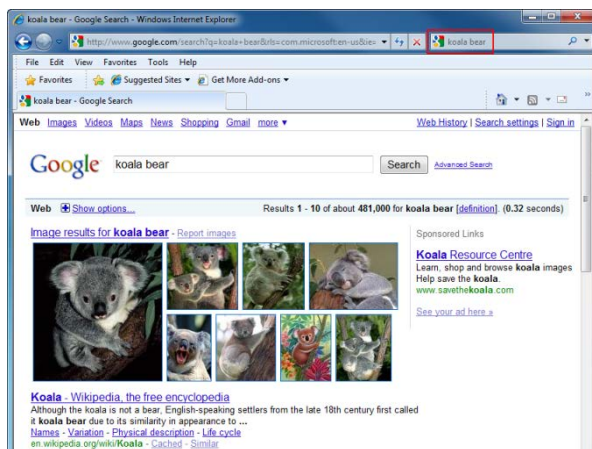 koala bear - Google Search - Windows Internet Explorer
http://www.google.com/search?q=koala+bear&rls=com.microsoft:en-us&ie=
koala bear
File Edit View Favorites Tools Help
Favorites Suggested Sites Get More Add-ons
koala bear - Google Search
Web Images Videos Maps News Shopping Gmail more Web History | Search settings | Sign in
Google koala bear Search Advanced Search
Web Show options... Results 1 - 10 of about 481,000 for koala bear [definition]. (0.32 seconds)
Image results for koala bear - Report images
Sponsored Links
Koala Resource Centre
Learn, shop and browse koala images
Help save the koala.
www.savethekoala.com
See your ad here »
Koala - Wikipedia, the free encyclopedia
Although the koala is not a bear, English-speaking settlers from the late 18th century first called
it koala bear due to its similarity in appearance to ...
Names - Variation - Physical description - Life cycle
en.wikipedia.org/wiki/Koala - Cached - Similar